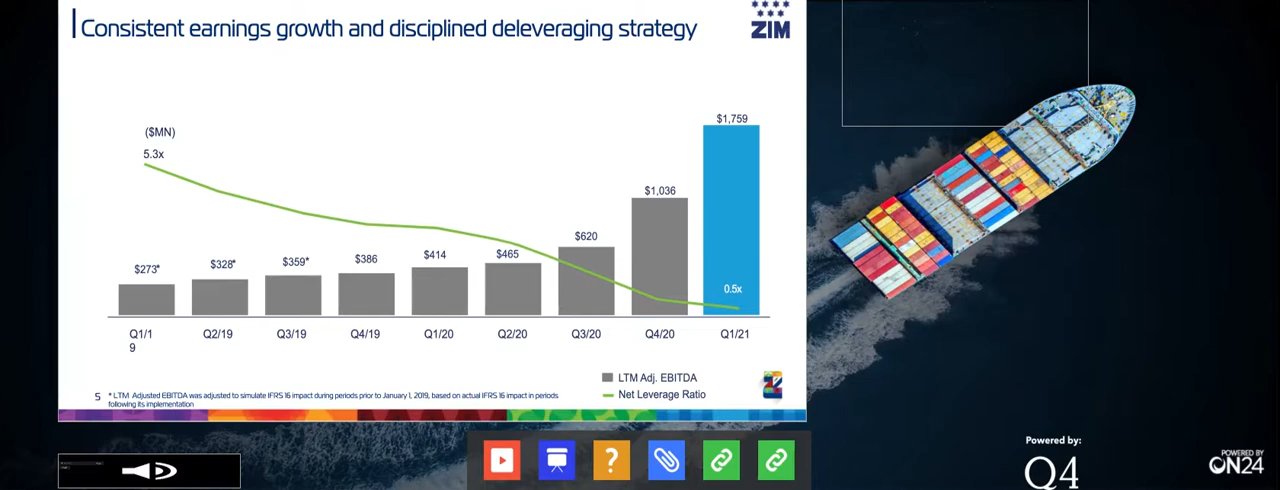 Consistent earnings growth and disciplined deleveraging strategy
ZIM
($MN)
5.3x
$273*
$328*
$359*
$386
$414
$465
$620
$1,036
$1,759
0.5x
Q1/1
9
Q2/19
Q3/19
Q4/19
Q1/20
Q2/20
Q3/20
Q4/20
Q1/21
LTM Adj. EBITDA
Net Leverage Ratio
5
* LTM Adjusted EBITDA was adjusted to simulate IFRS 16 impact during periods prior to January 1, 2019, based on actual IFRS 16 impact in periods
following its implementation
?
Powered by:
Q4
POWERED BY
ON24